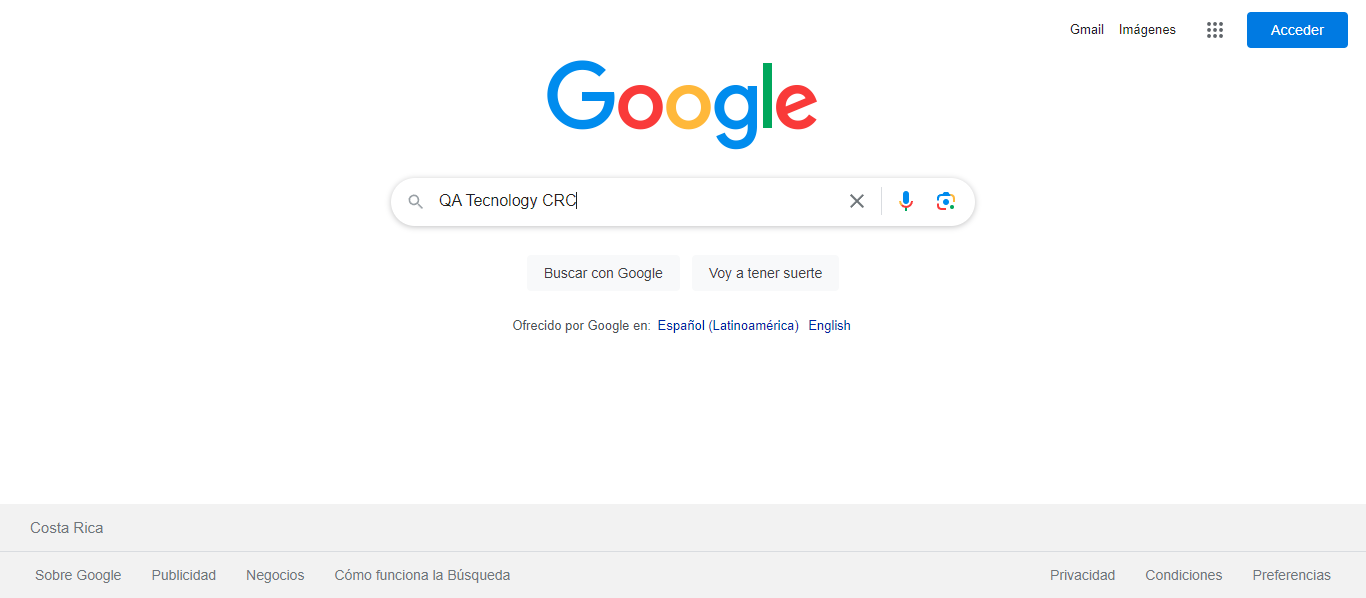 Gmail Imágenes Acceder
Google
QA Tecnology CRC
Buscar con Google Voy a tener suerte
Ofrecido por Google en: Español (Latinoamérica) English
Costa Rica
Sobre Google Publicidad Negocios Cómo funciona la Búsqueda Privacidad Condiciones Preferencias